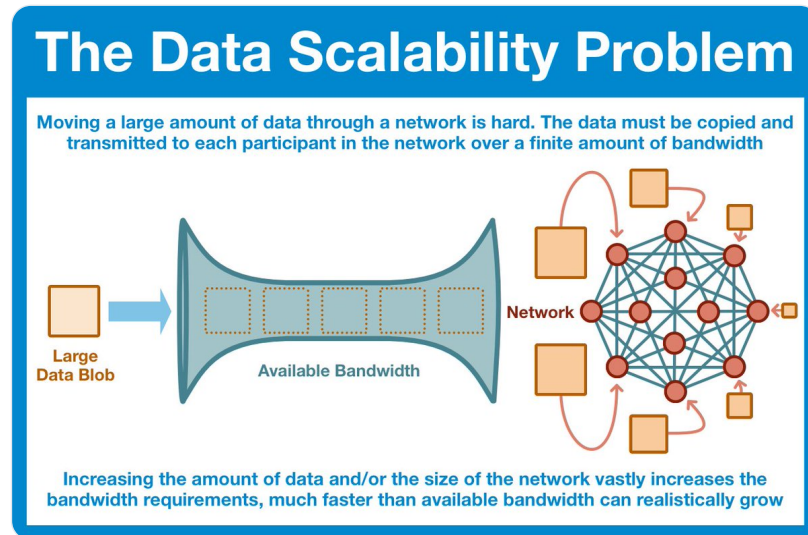 The Data Scalability Problem
Moving a large amount of data through a network is hard. The data must be copied and
transmitted to each participant in the network over a finite amount of bandwidth
Large
Data Blob
Available Bandwidth
Network
Increasing the amount of data and/or the size of the network vastly increases the
bandwidth requirements, much faster than available bandwidth can realistically grow